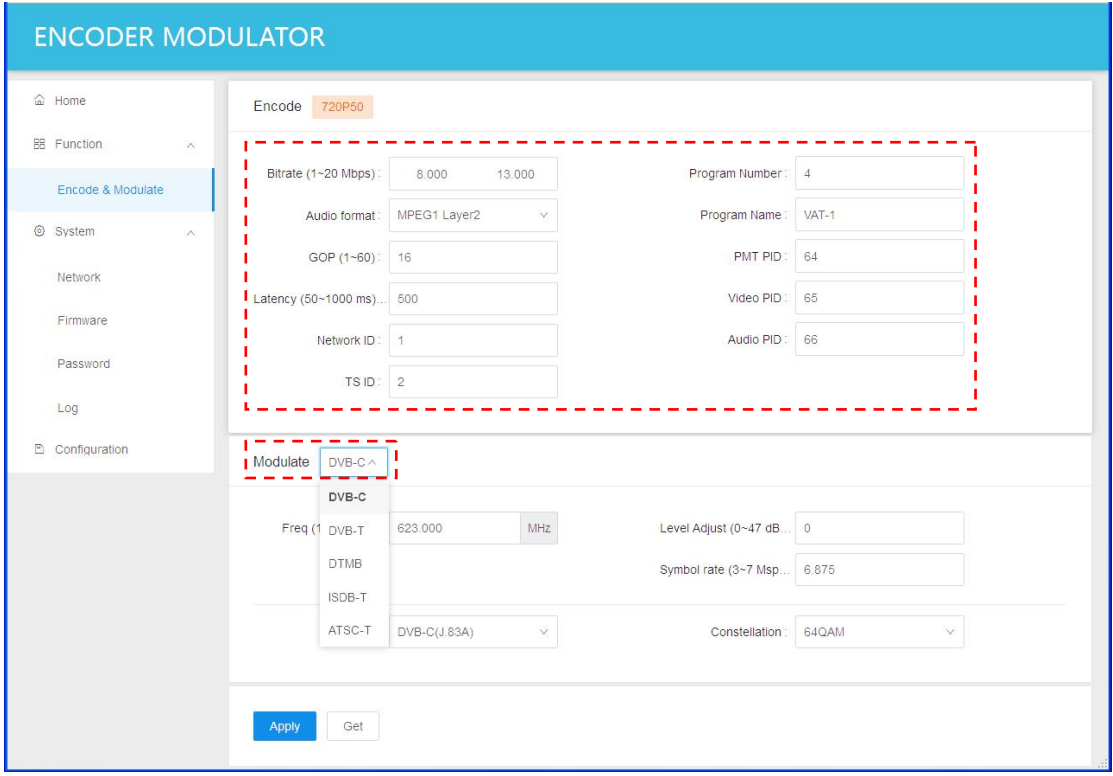 ENCODER MODULATOR
Home
Function
Encode & Modulate
System
Network
Firmware
Password
Log
Configuration
Encode 720P50
Bitrate (1~20 Mbps) : 8.000 13.000
Audio format : MPEG1 Layer2
GOP (1~60) : 16
Latency (50~1000 ms)... 500
Network ID : 1
TS ID : 2
Program Number : 4
Program Name : VAT-1
PMT PID : 64
Video PID : 65
Audio PID : 66
Modulate DVB-C
DVB-C
DVB-T
DTMB
ISDB-T
ATSC-T
Freq (1 623.000 MHz
Level Adjust (0~47 dB... 0
Symbol rate (3~7 Msp... 6.875
DVB-C(J.83A)
Constellation : 64QAM
Apply Get